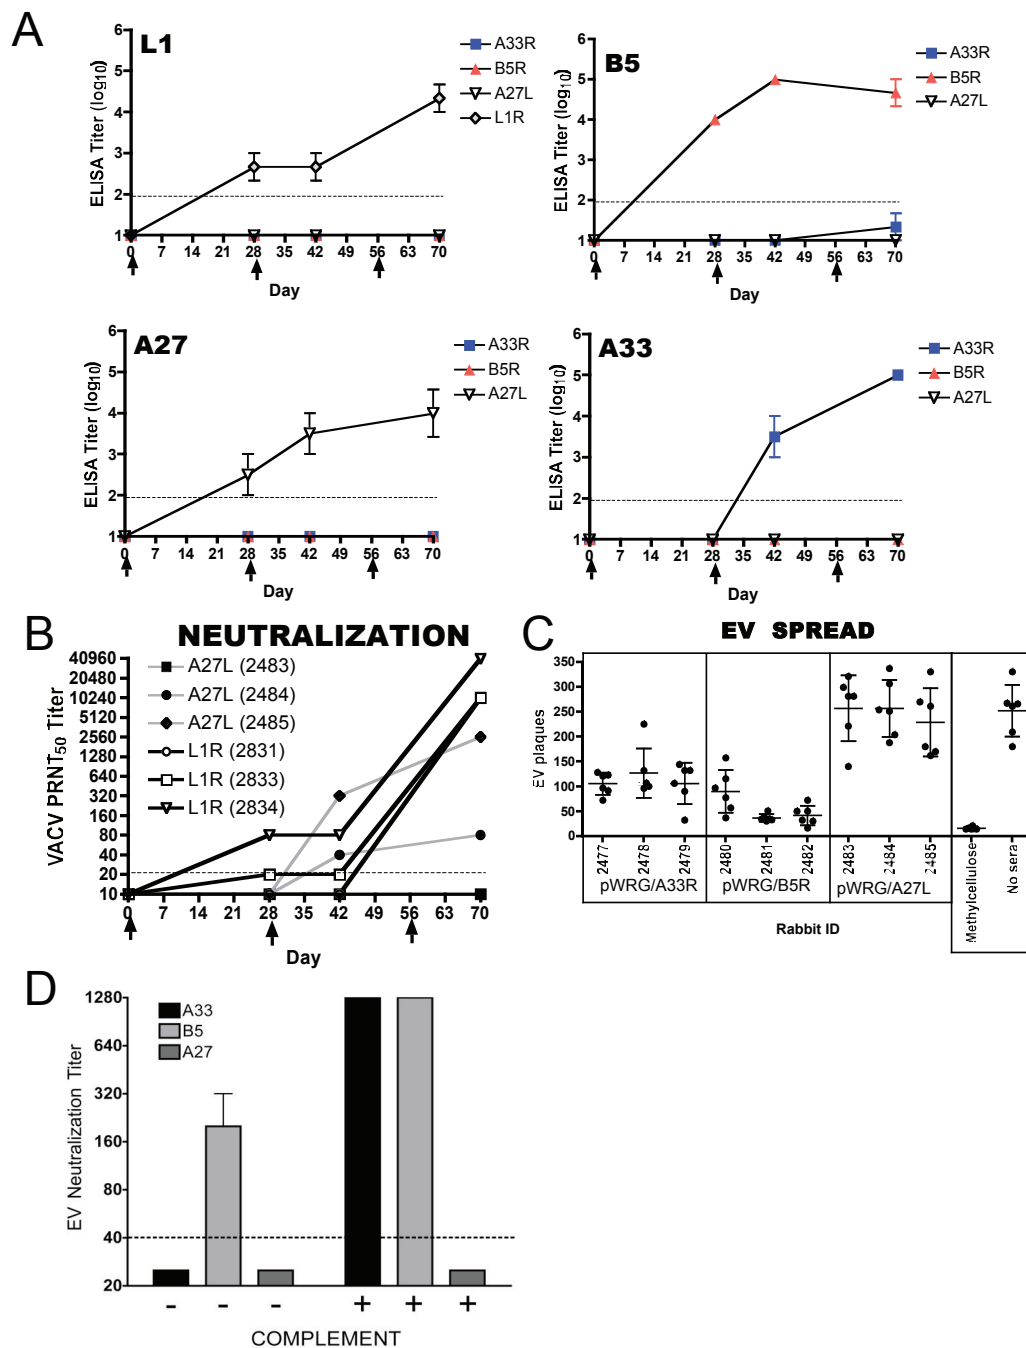 A
L1
ELISA Titer (log10)
6
5
4
3
2
1
0 7 14 21 28 35 42 49 56 63 70
Day
A33R
B5R
A27L
L1R
B5
ELISA Titer (log10)
6
5
4
3
2
1
0 7 14 21 28 35 42 49 56 63 70
Day
A33R
B5R
A27L
A27
ELISA Titer (log10)
6
5
4
3
2
1
0 7 14 21 28 35 42 49 56 63 70
Day
A33R
B5R
A27L
A33
ELISA Titer (log10)
6
5
4
3
2
1
0 7 14 21 28 35 42 49 56 63 70
Day
A33R
B5R
A27L
B
NEUTRALIZATION
VACV PRNT50 Titer
40960
20480
10240
5120
2560
1280
640
320
160
80
40
20
10
0 7 14 21 28 35 42 49 56 63 70
Day
A27L (2483)
A27L (2484)
A27L (2485)
L1R (2831)
L1R (2833)
L1R (2834)
C
EV SPREAD
EV plaques
350
300
250
200
150
100
50
0
2477 2478 2479 2480 2481 2482 2483 2484 2485 Methylcellulose No sera
pWRG/A33R pWRG/B5R pWRG/A27L
Rabbit ID
D
EV Neutralization Titer
1280
640
320
160
80
40
20
A33
B5
A27
- - - + + +
COMPLEMENT